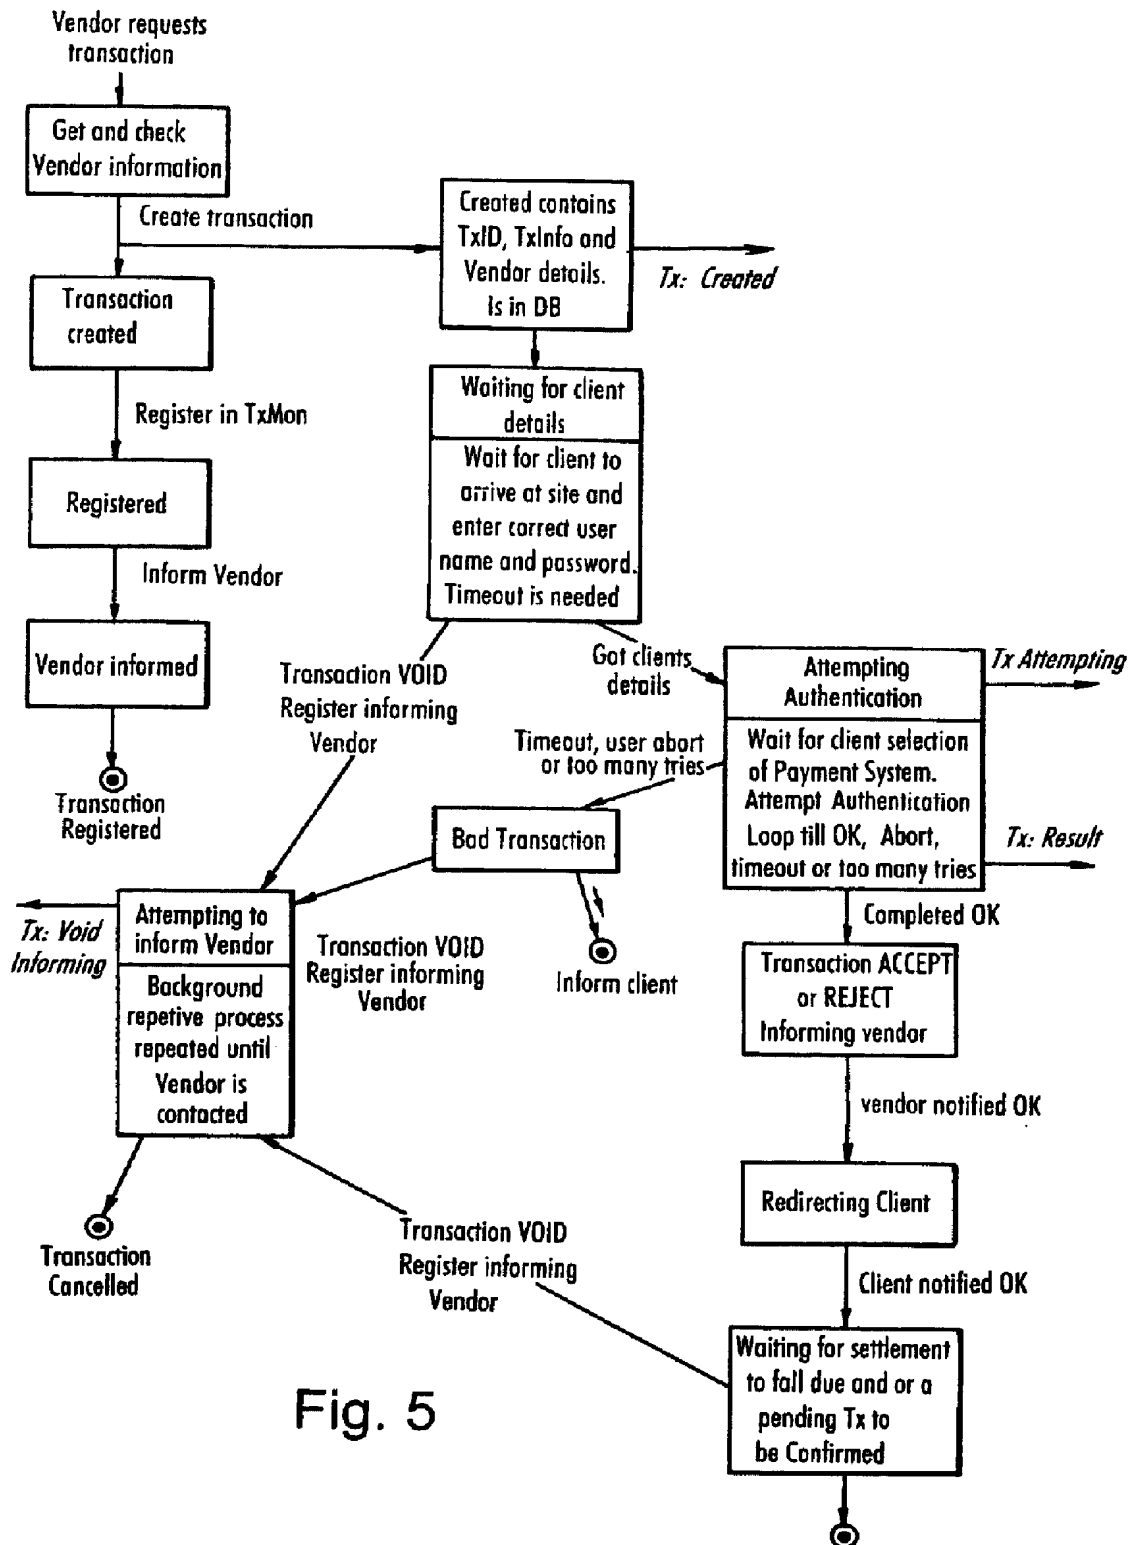 Vendor requests
transaction
Get and check
Vendor information
Create transaction
Created contains
TxID, TxInfo and
Vendor details.
Is in DB
Tx: Created
Transaction
created
Register in TxMon
Registered
Inform Vendor
Vendor informed
Transaction
Registered
Waiting for client
details
Wait for client to
arrive at site and
enter correct user
name and password.
Timeout is needed
Transaction VOID
Register informing
Vendor
Got clients
details
Attempting
Authentication
Tx Attempting
Wait for client selection
of Payment System.
Attempt Authentication
Loop till OK, Abort,
timeout or too many tries
Tx: Result
Timeout, user abort
or too many tries
Bad Transaction
Inform client
Attempting to
inform Vendor
Tx: Void
Informing
Background
repetive process
repeated until
Vendor is
contacted
Transaction VOID
Register informing
Vendor
Completed OK
Transaction ACCEPT
or REJECT
Informing vendor
vendor notified OK
Redirecting Client
Client notified OK
Transaction
Cancelled
Transaction VOID
Register informing
Vendor
Waiting for settlement
to fall due and or a
pending Tx to
be Confirmed
Fig. 5